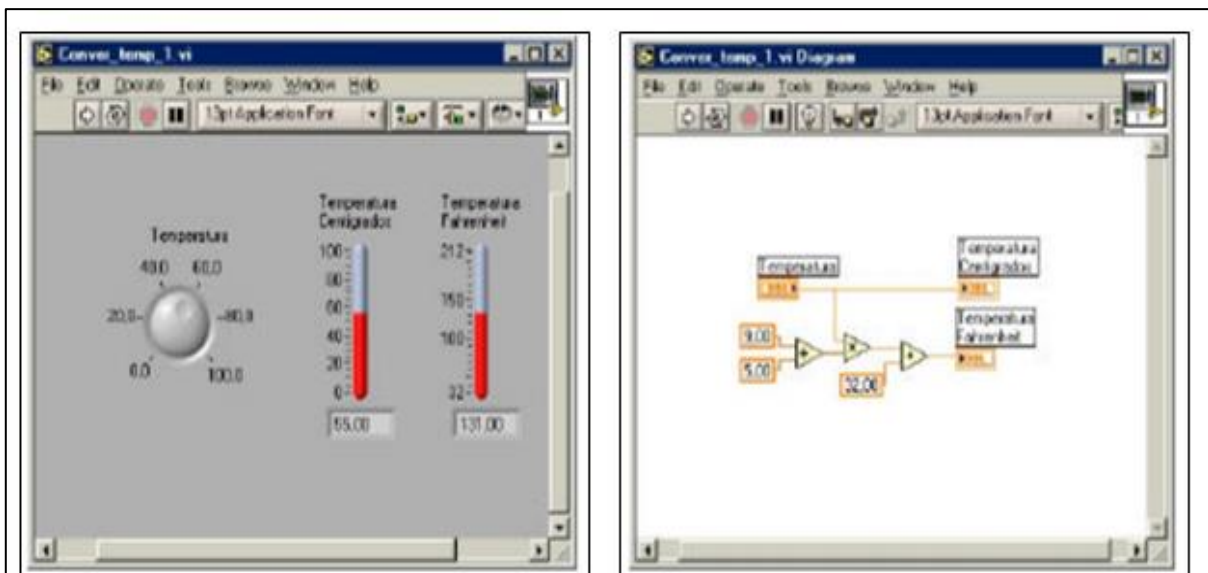 Conver_temp_1.vi
File Edit Operate Tools Browse Window Help
13pt Application Font
Temperatura
40.0 60.0
20.0 80.0
0.0 100.0
Temperatura
Centigrados
100
80
60
40
20
0
55.00
Temperatura
Fahrenheit
212
150
100
32
131.00
Conver_temp_1.vi Diagram
File Edit Operate Tools Browse Window Help
13pt Application Font
Temperatura
Temperatura
Centigrados
Temperatura
Fahrenheit
9.00
5.00
32.00